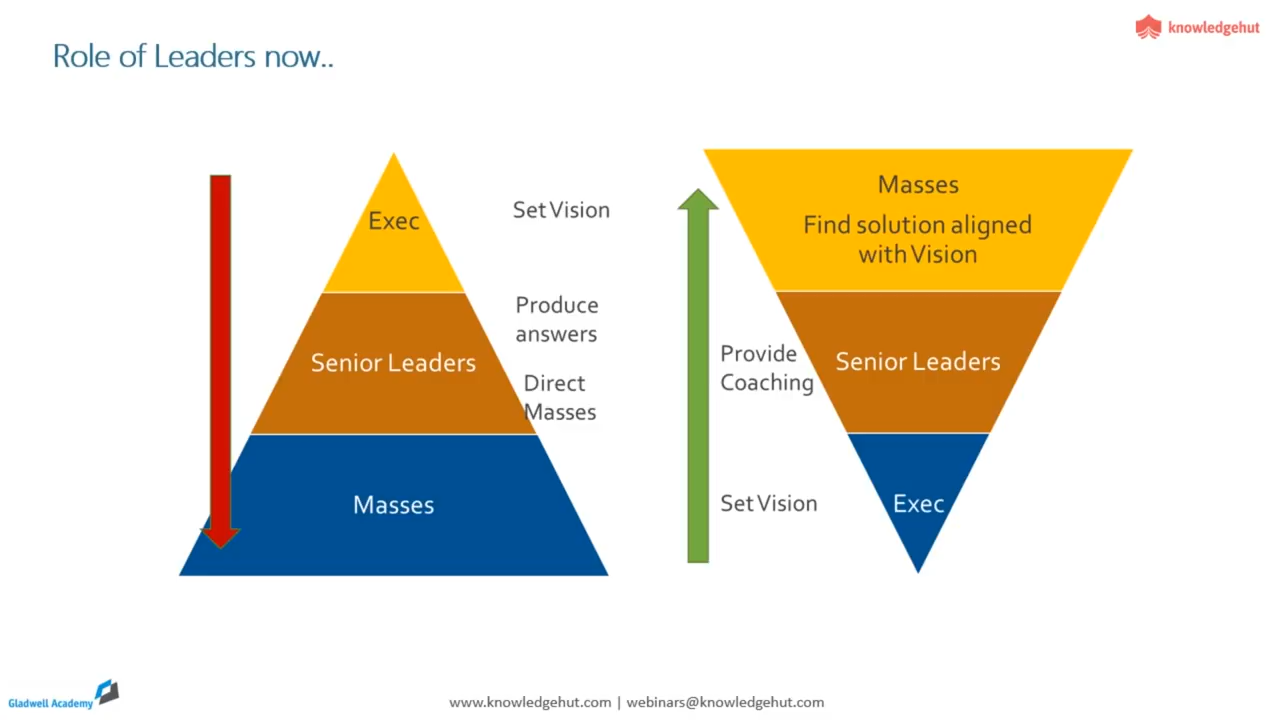 knowledgehut
Role of Leaders now..
Exec
Set Vision
Produce
answers
Senior Leaders
Direct
Masses
Masses
Masses
Find solution aligned
with Vision
Provide
Coaching
Senior Leaders
Set Vision
Exec
Gladwell Academy
www.knowledgehut.com | webinars@knowledgehut.com